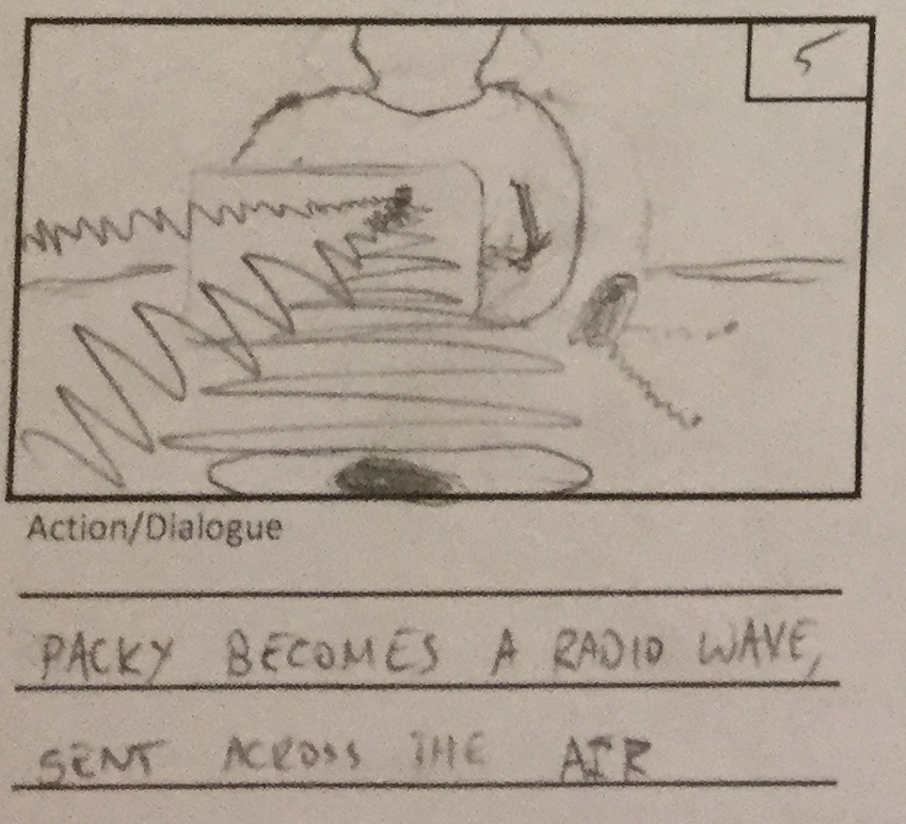 5
Action/Dialogue
PACKY BECOMES A RADIO WAVE,
SENT ACROSS THE AIR